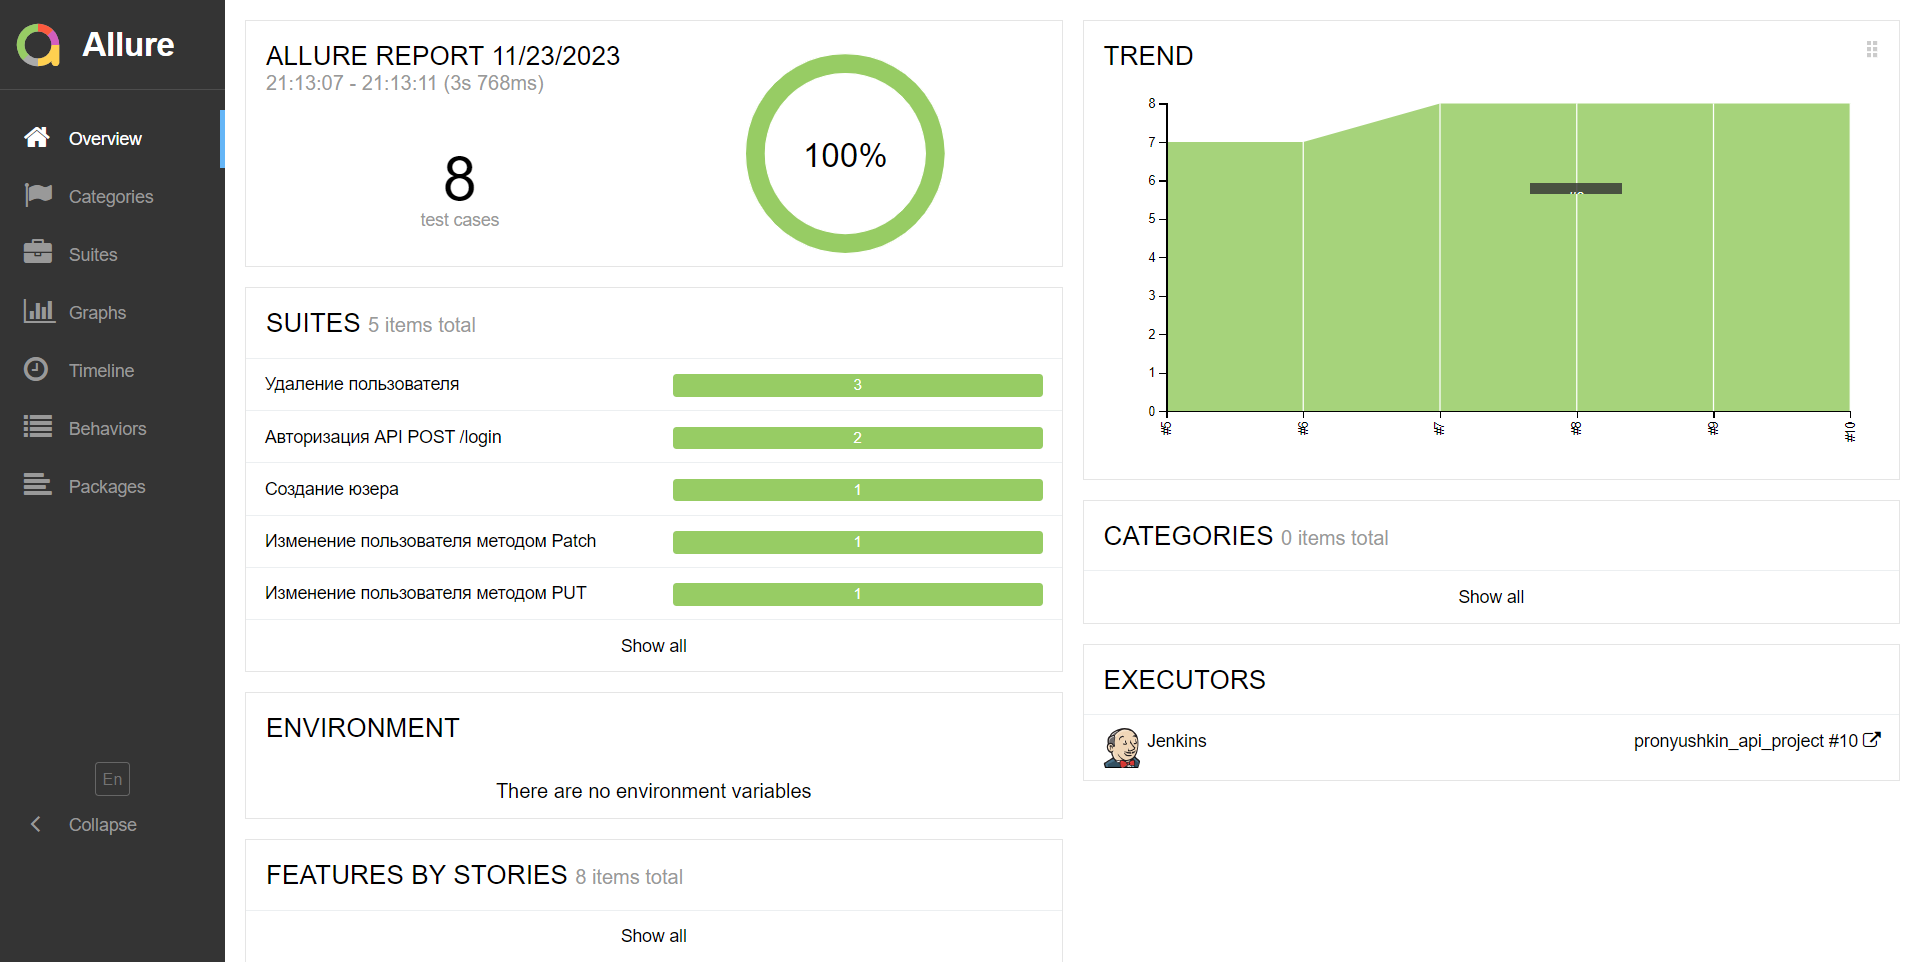 Allure
Overview
Categories
Suites
Graphs
Timeline
Behaviors
Packages
En
Collapse
ALLURE REPORT 11/23/2023
21:13:07 - 21:13:11 (3s 768ms)
8
test cases
100%
SUITES 5 items total
Удаление пользователя 3
Авторизация API POST /login 2
Создание юзера 1
Изменение пользователя методом Patch 1
Изменение пользователя методом PUT 1
Show all
ENVIRONMENT
There are no environment variables
FEATURES BY STORIES 8 items total
Show all
TREND
8
7
6
5
4
3
2
1
0
#5 #6 #7 #8 #9 #10
CATEGORIES 0 items total
Show all
EXECUTORS
Jenkins pronyushkin_api_project #10